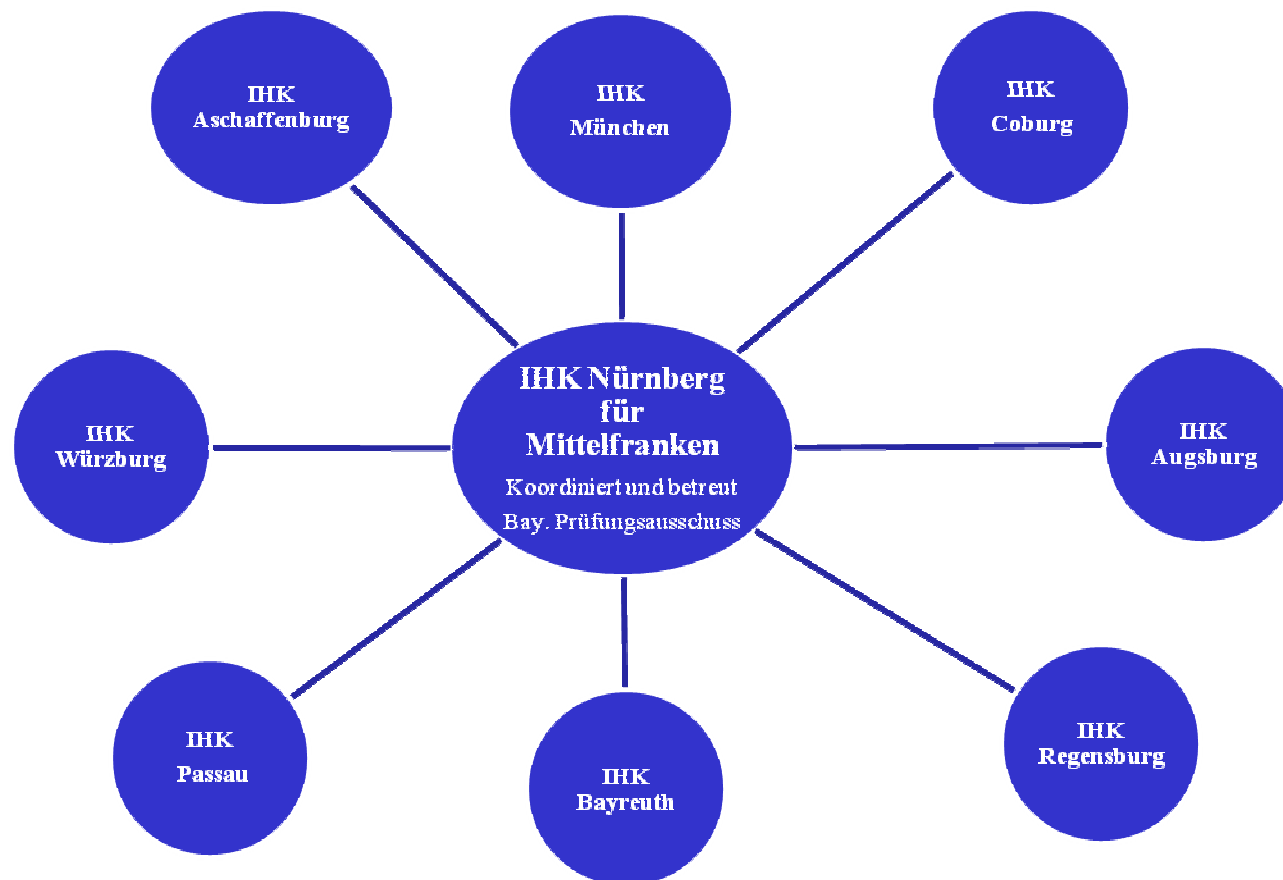 IHK
Aschaffenburg
IHK
München
IHK
Coburg
IHK
Würzburg
IHK Nürnberg
für
Mittelfranken
Koordiniert und betreut
Bay. Prüfungsausschuss
IHK
Augsburg
IHK
Passau
IHK
Bayreuth
IHK
Regensburg